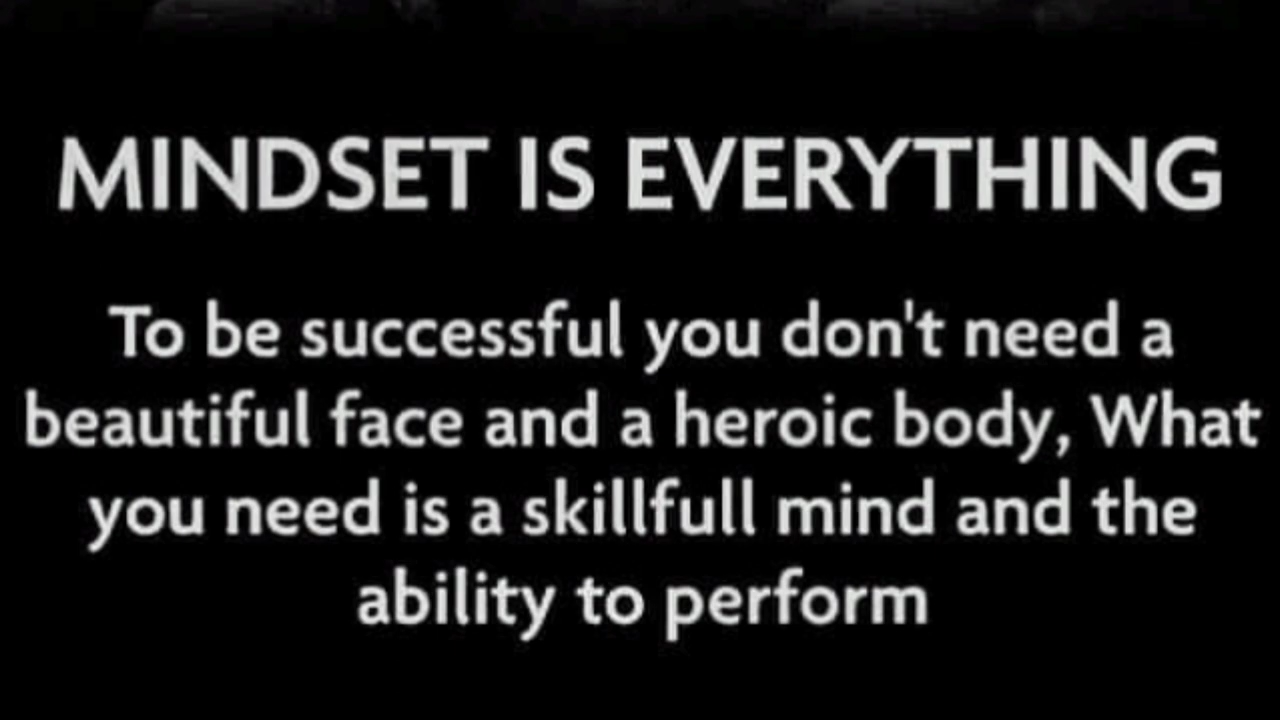 MINDSET IS EVERYTHING
To be successful you don't need a
beautiful face and a heroic body, What
you need is a skillfull mind and the
ability to perform